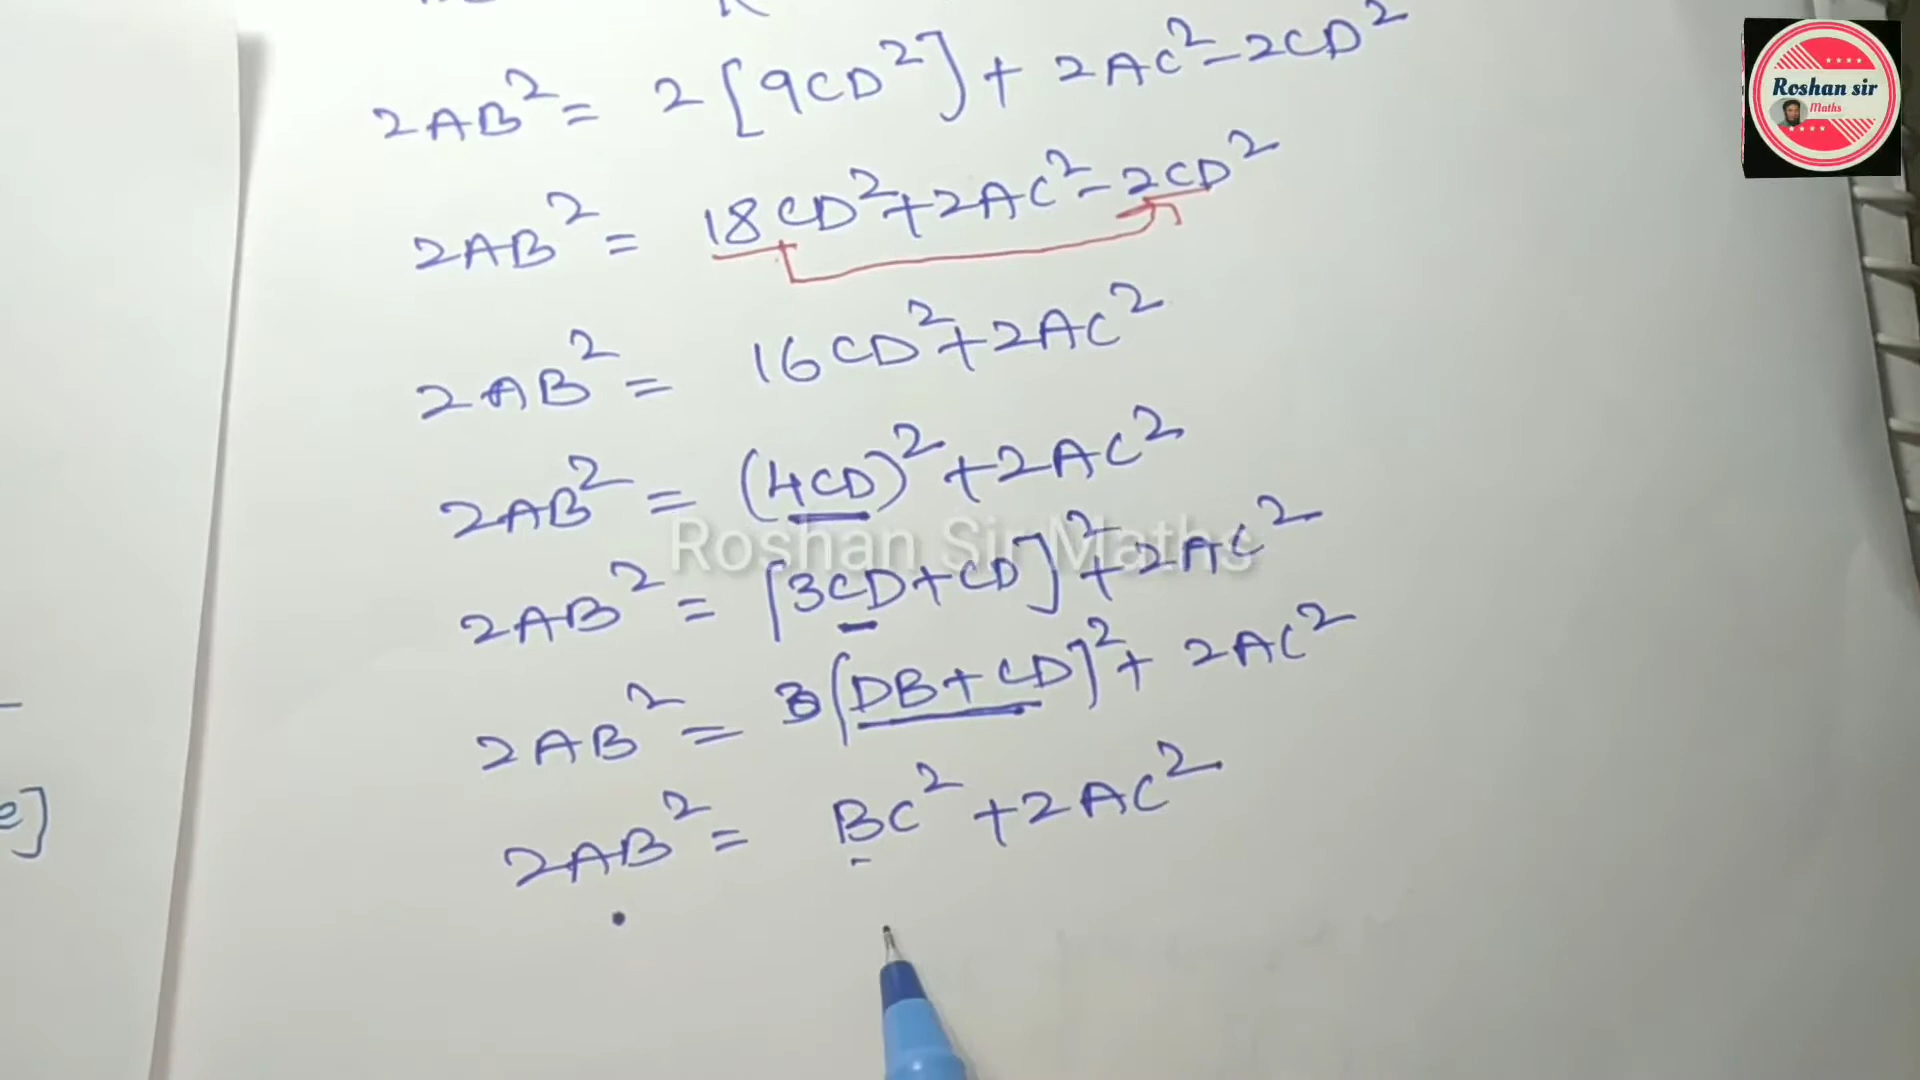 2AB² = 2[9CD²] + 2AC² - 2CD²
2AB² = 18CD² + 2AC² - 2CD²
2AB² = 16CD² + 2AC²
2AB² = (4CD)² + 2AC²
2AB² = [3CD + CD]² + 2AC²
2AB² = 3[DB + CD]² + 2AC²
2AB² = BC² + 2AC²
e]
Roshan Sir Maths
Roshan sir
Maths